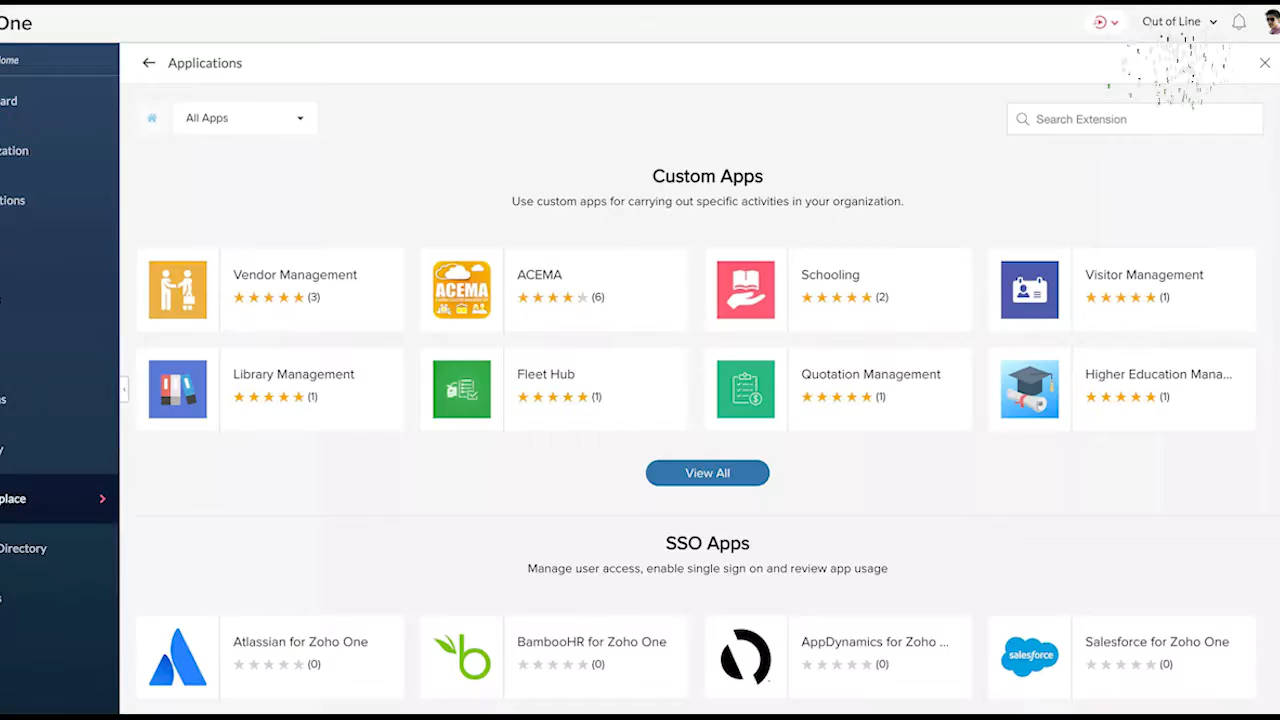 One
Out of Line
ome
Applications
ard
All Apps
Search Extension
zation
Custom Apps
tions
Use custom apps for carrying out specific activities in your organization.
Vendor Management
(3)
ACEMA
ACEMA
(6)
Schooling
(2)
Visitor Management
(1)
Library Management
(1)
Fleet Hub
(1)
Quotation Management
(1)
Higher Education Mana...
(1)
s
y
View All
place
SSO Apps
Directory
Manage user access, enable single sign on and review app usage
s
Atlassian for Zoho One
(0)
BambooHR for Zoho One
(0)
AppDynamics for Zoho ...
(0)
salesforce
Salesforce for Zoho One
(0)